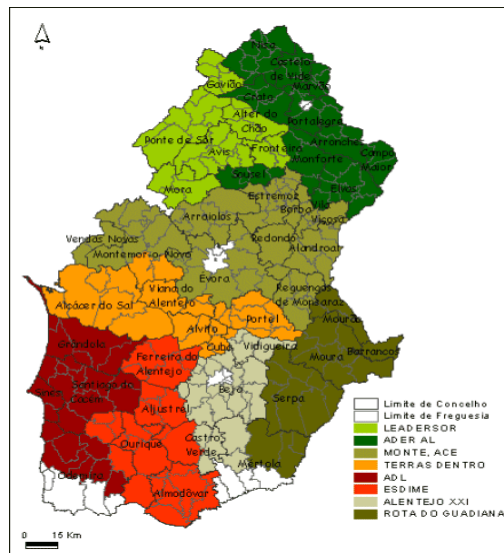 Nisa
Castelo
de Vide
Marvão
Gavião
Crato
Alter do
Chão
Portalegre
Ponte de Sôr
Arronches
Avis
Fronteira
Monforte
Campo
Maior
Sousel
Elvas
Mora
Estremoz
Vila
Viçosa
Borba
Arraiolos
Vendas Novas
Redondo
Montemor-o-Novo
Alandroal
Évora
Viana do
Alentejo
Reguengos
de Monsaraz
Alcácer do Sal
Mourão
Portel
Alvito
Cuba
Vidigueira
Grândola
Ferreira do
Alentejo
Moura
Barrancos
Sines
Santiago do
Cacém
Beja
Aljustrel
Serpa
Ourique
Castro
Verde
Mértola
Odemira
Almodôvar
Limite de Concelho
Limite de Freguesia
LEADERSOR
ADER AL
MONTE, ACE
TERRAS DENTRO
ADL
ESDIME
ALENTEJO XXI
ROTA DO GUADIANA
0 15 Km